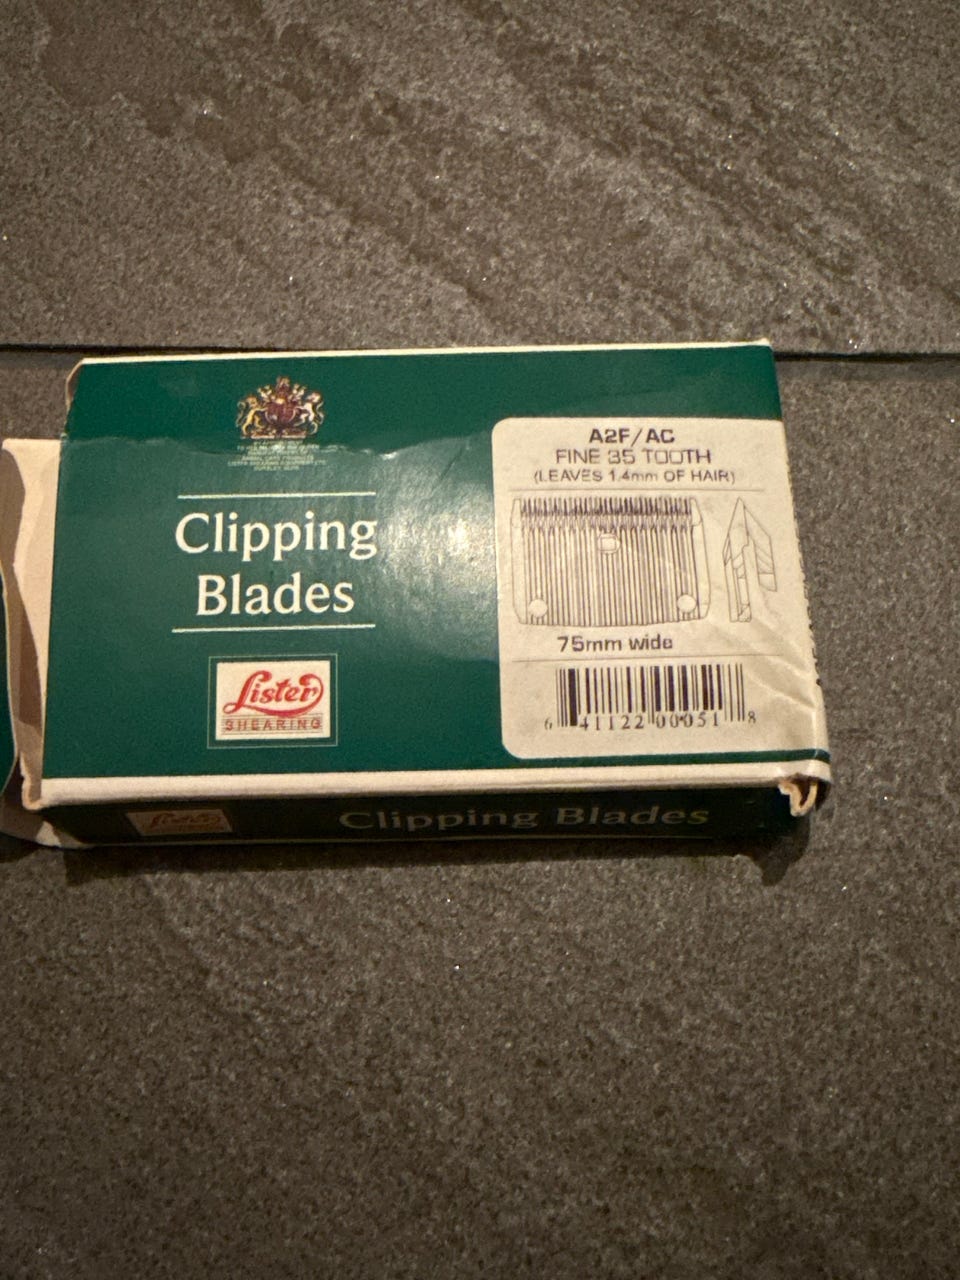 Clipping
Blades
Lister
SHEARING
A2F/AC
FINE 35 TOOTH
(LEAVES 1.4mm OF HAIR)
75mm wide
6 41122 00051 8
Lister
Clipping Blades